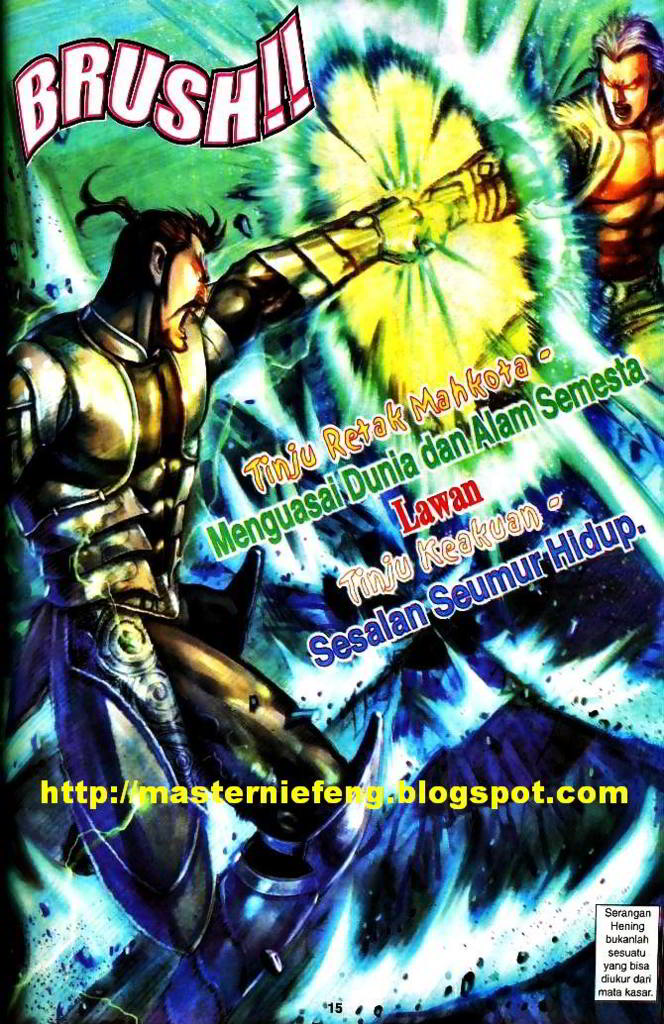 BRUSH!!
Tinju Retak Mahkota -
Menguasai Dunia dan Alam Semesta
Lawan
Tinju Keakuan -
Sesalan Seumur Hidup.
http://masterniefeng.blogspot.com
Serangan
Hening
bukanlah
sesuatu
yang bisa
diukur dari
mata kasar.
15